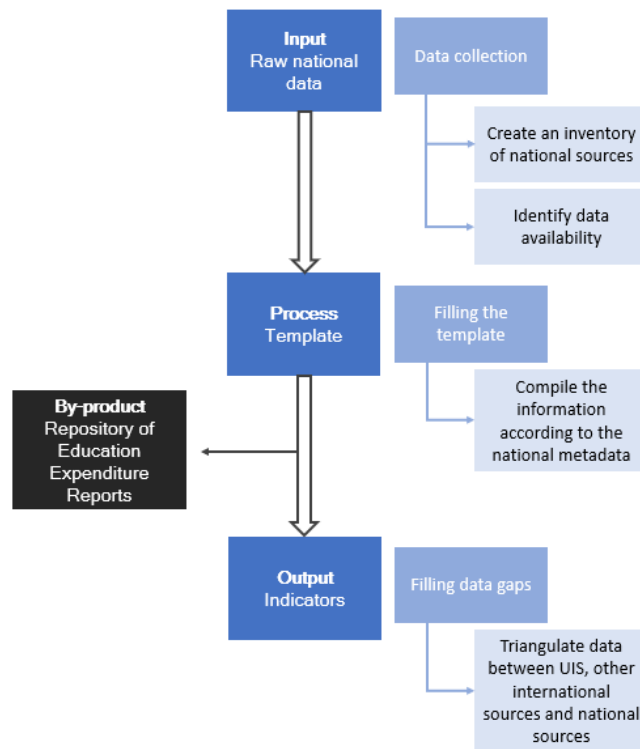 Input
Raw national
data
Data collection
Create an inventory
of national sources
Identify data
availability
Process
Template
Filling the
template
Compile the
information
according to the
national metadata
By-product
Repository of
Education
Expenditure
Reports
Output
Indicators
Filling data gaps
Triangulate data
between UIS, other
international
sources and national
sources